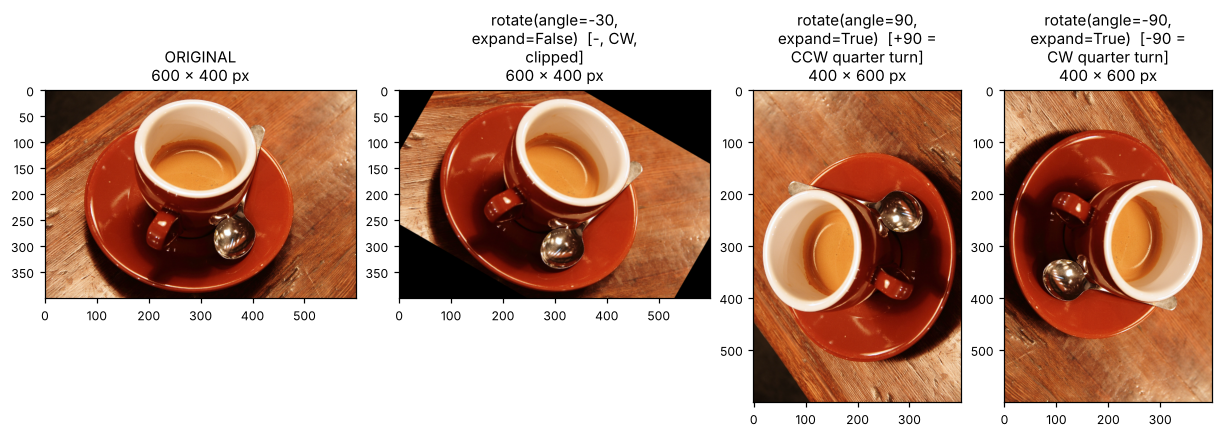 ORIGINAL
600 × 400 px
rotate(angle=-30,
expand=False)  [-, CW,
clipped]
600 × 400 px
rotate(angle=90,
expand=True)  [+90 =
CCW quarter turn]
400 × 600 px
rotate(angle=-90,
expand=True)  [-90 =
CW quarter turn]
400 × 600 px
0
50
100
150
200
250
300
350
0 100 200 300 400 500
0
50
100
150
200
250
300
350
0 100 200 300 400 500
0
100
200
300
400
500
0 100 200 300
0
100
200
300
400
500
0 100 200 300